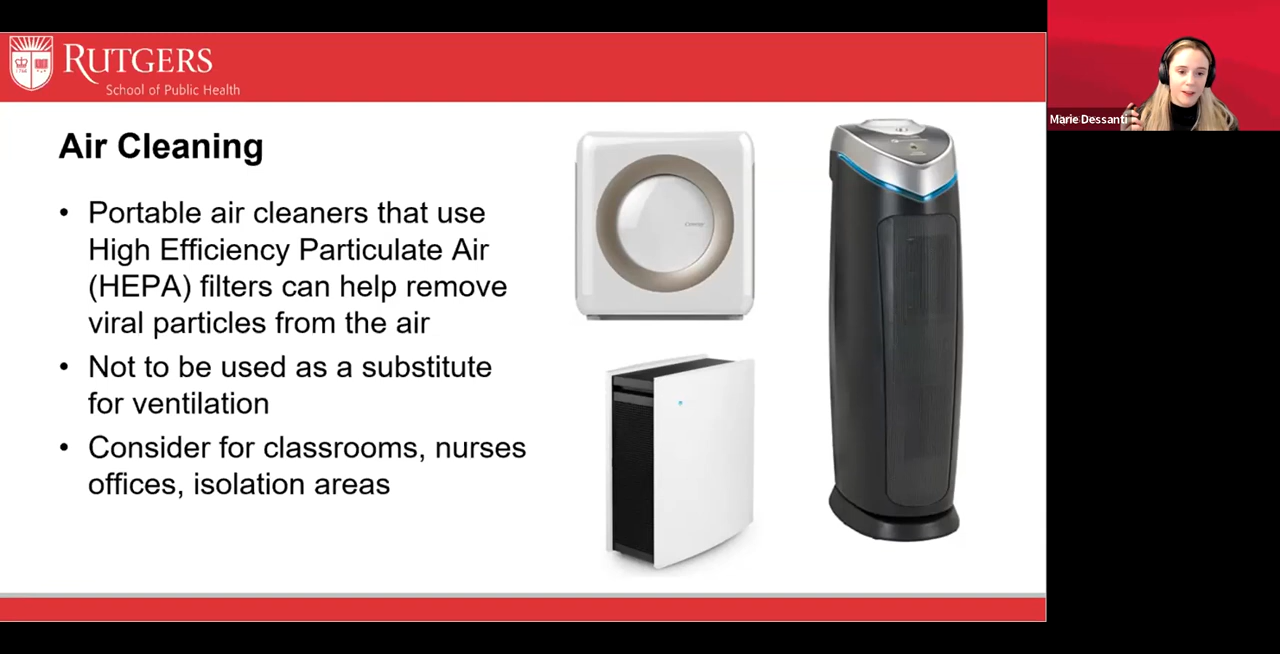 RUTGERS
School of Public Health
Marie Dessanti
Air Cleaning
• Portable air cleaners that use
High Efficiency Particulate Air
(HEPA) filters can help remove
viral particles from the air
• Not to be used as a substitute
for ventilation
• Consider for classrooms, nurses
offices, isolation areas